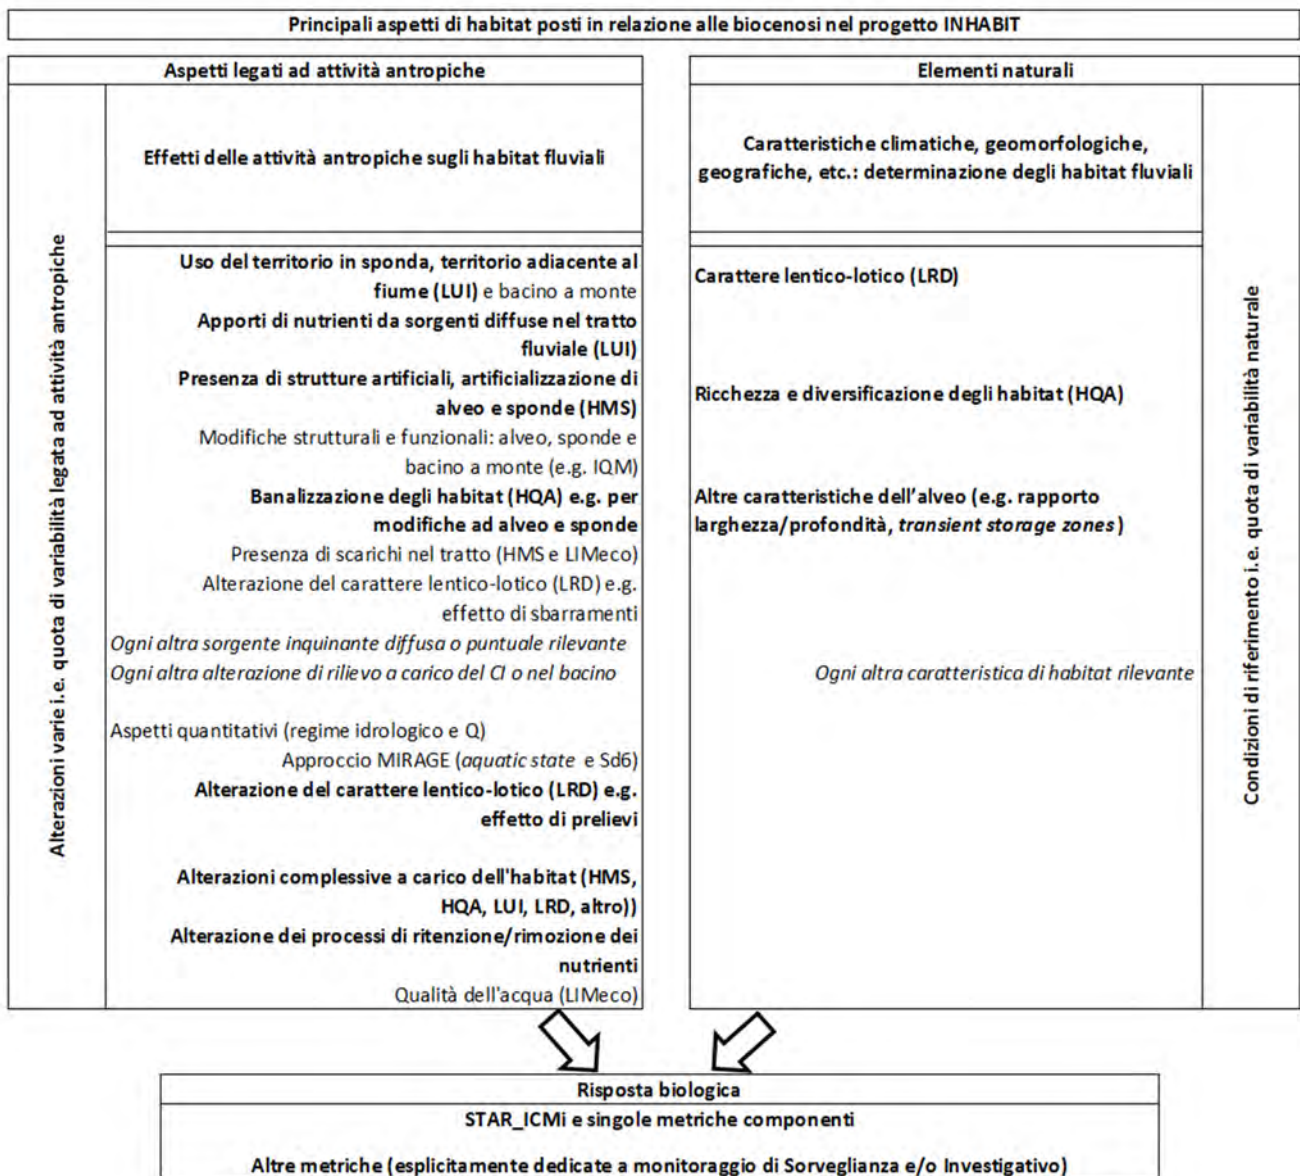 Principali aspetti di habitat posti in relazione alle biocenosi nel progetto INHABIT
Aspetti legati ad attività antropiche
Alterazioni varie i.e. quota di variabilità legata ad attività antropiche
Effetti delle attività antropiche sugli habitat fluviali
Uso del territorio in sponda, territorio adiacente al
fiume (LUI) e bacino a monte
Apporti di nutrienti da sorgenti diffuse nel tratto
fluviale (LUI)
Presenza di strutture artificiali, artificializzazione di
alveo e sponde (HMS)
Modifiche strutturali e funzionali: alveo, sponde e
bacino a monte (e.g. IQM)
Banalizzazione degli habitat (HQA) e.g. per
modifiche ad alveo e sponde
Presenza di scarichi nel tratto (HMS e LIMeco)
Alterazione del carattere lentico-lotico (LRD) e.g.
effetto di sbarramenti
Ogni altra sorgente inquinante diffusa o puntuale rilevante
Ogni altra alterazione di rilievo a carico del CI o nel bacino
Aspetti quantitativi (regime idrologico e Q)
Approccio MIRAGE (aquatic state e Sd6)
Alterazione del carattere lentico-lotico (LRD) e.g.
effetto di prelievi
Alterazioni complessive a carico dell'habitat (HMS,
HQA, LUI, LRD, altro))
Alterazione dei processi di ritenzione/rimozione dei
nutrienti
Qualità dell'acqua (LIMeco)
Elementi naturali
Caratteristiche climatiche, geomorfologiche,
geografiche, etc.: determinazione degli habitat fluviali
Carattere lentico-lotico (LRD)
Ricchezza e diversificazione degli habitat (HQA)
Altre caratteristiche dell'alveo (e.g. rapporto
larghezza/profondità, transient storage zones)
Ogni altra caratteristica di habitat rilevante
Condizioni di riferimento i.e. quota di variabilità naturale
Risposta biologica
STAR_ICMi e singole metriche componenti
Altre metriche (esplicitamente dedicate a monitoraggio di Sorveglianza e/o Investigativo)